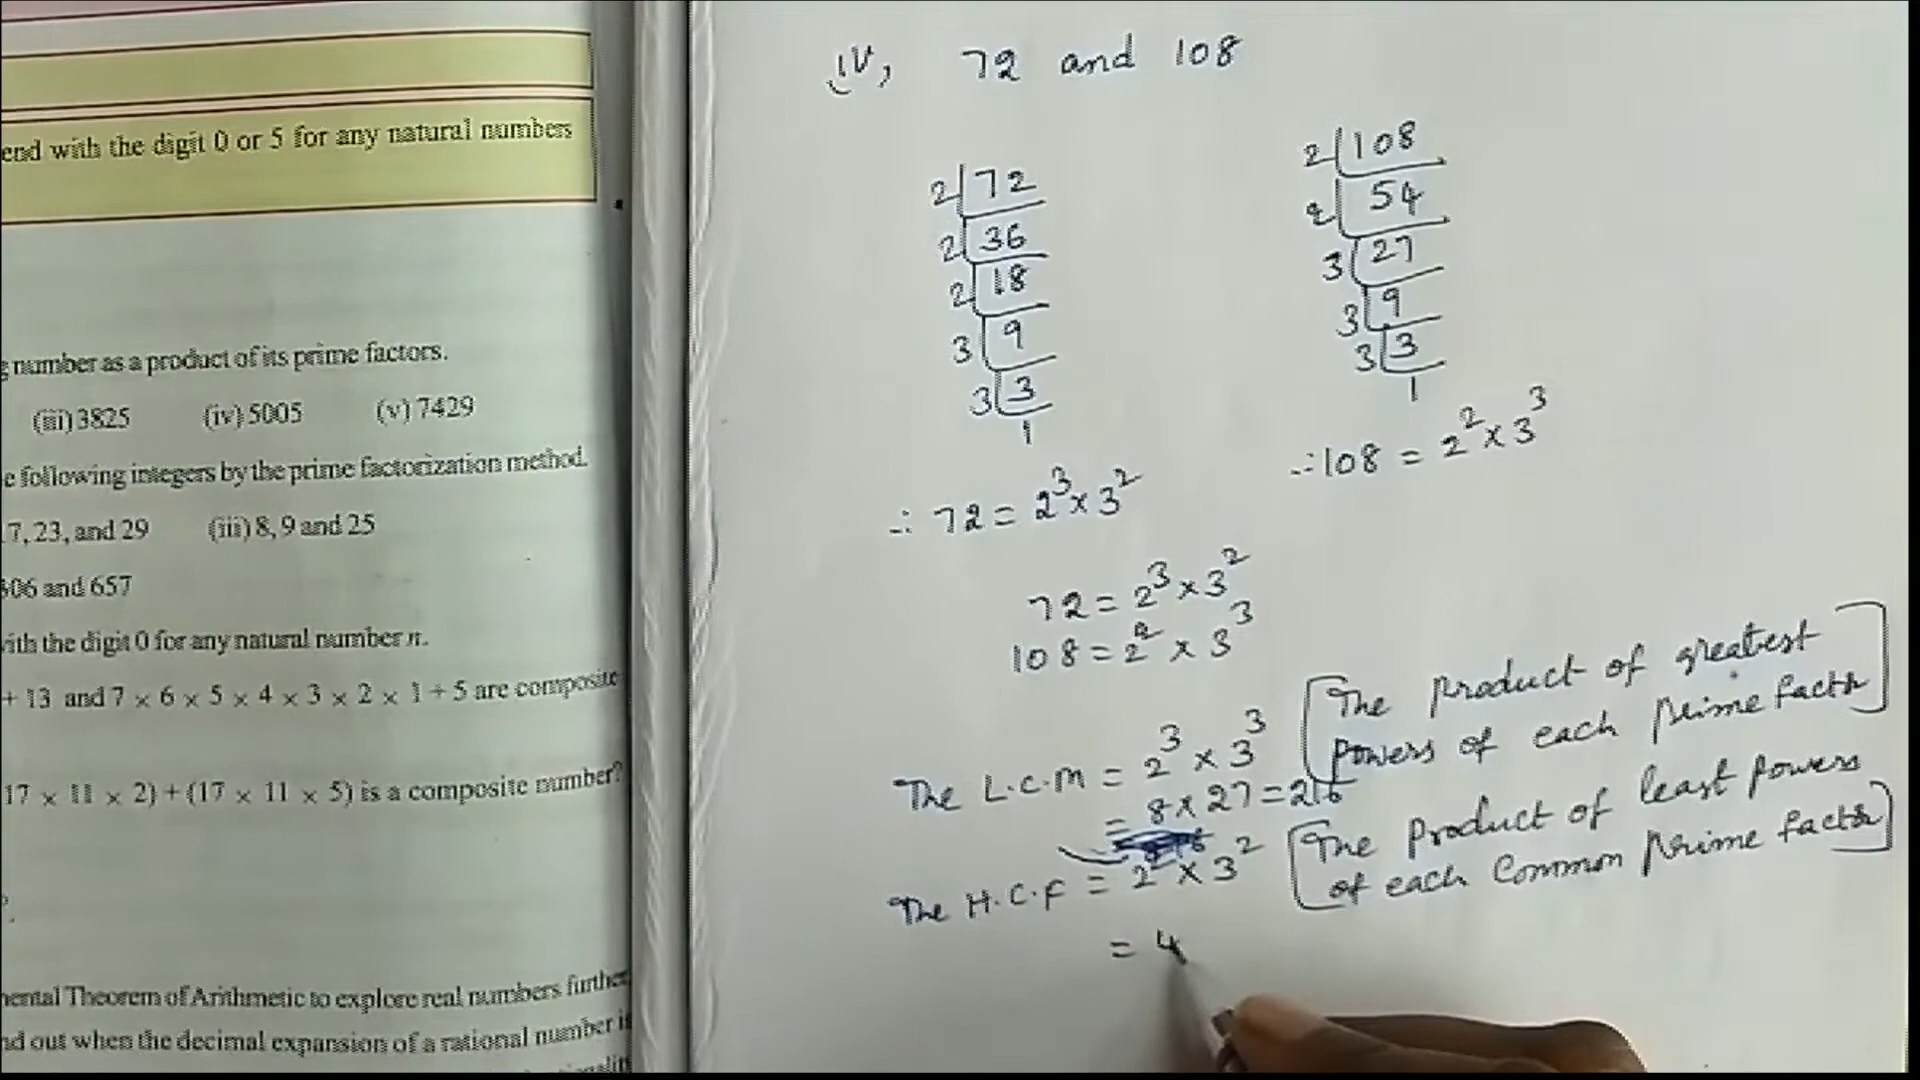 end with the digit 0 or 5 for any natural numbers
number as a product of its prime factors.
(iii) 3825 (iv) 5005 (v) 7429
following integers by the prime factorization method.
7, 23, and 29 (iii) 8, 9 and 25
306 and 657
with the digit 0 for any natural number n.
+ 13 and 7 × 6 × 5 × 4 × 3 × 2 × 1 + 5 are composite
17 × 11 × 2) + (17 × 11 × 5) is a composite number?
Theorem of Arithmetic to explore real numbers further
out when the decimal expansion of a rational number is
iv, 72 and 108
2 72
2 36
2 18
3 9
3 3
1
∴ 72 = 2³ × 3²
2 108
2 54
3 27
3 9
3 3
1
∴ 108 = 2² × 3³
72 = 2³ × 3²
108 = 2² × 3³
The L.C.M = 2³ × 3³ [The product of greatest
powers of each prime factor]
= 8 × 27 = 216
The H.C.F = 2² × 3² [The product of least powers
of each common prime factor]
= 4